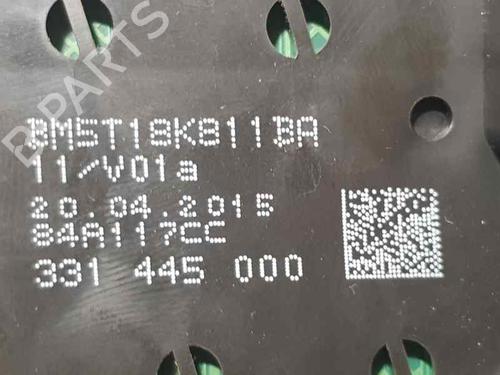 B-PARTS
BM5T18K811BA
11/V01a
20.04.2015
84A117CC
331 445 000